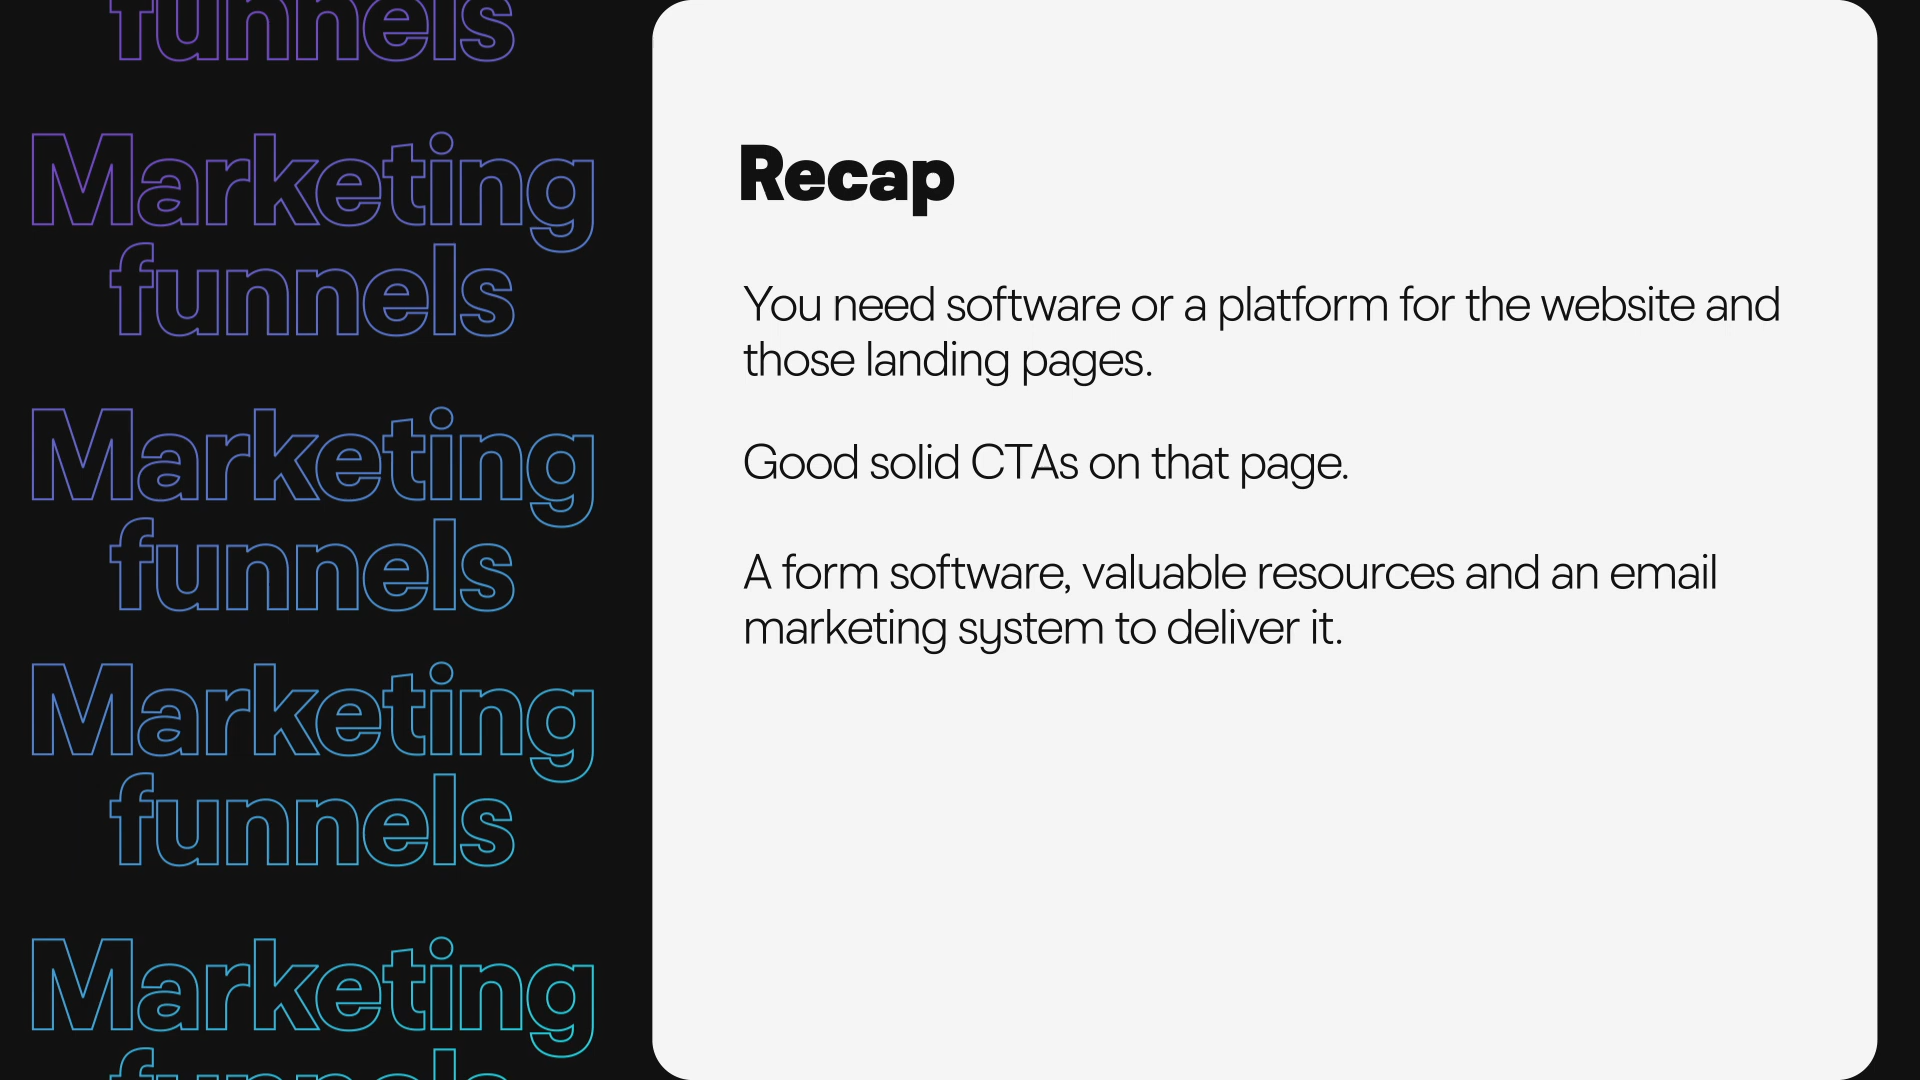 funnels
Marketing
funnels
Marketing
funnels
Marketing
funnels
Marketing
funnels
Recap
You need software or a platform for the website and
those landing pages.
Good solid CTAs on that page.
A form software, valuable resources and an email
marketing system to deliver it.